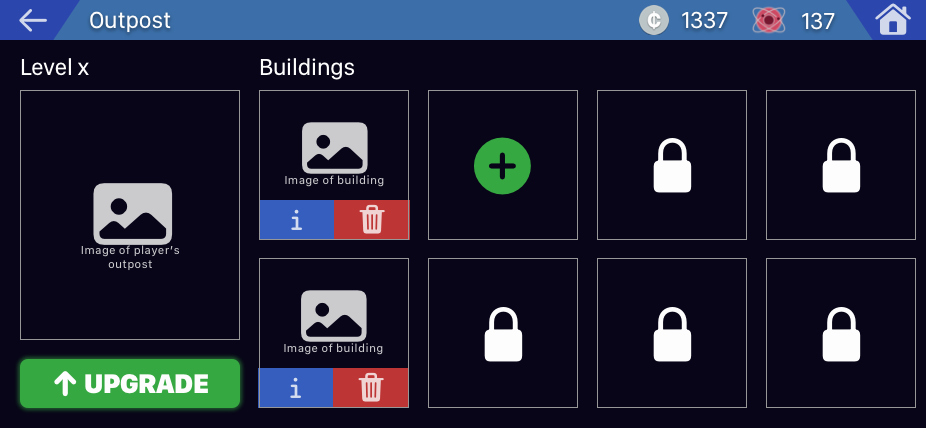 Outpost
¢ 1337
137
Level x
Buildings
Image of player's
outpost
UPGRADE
Image of building
i
Image of building
i